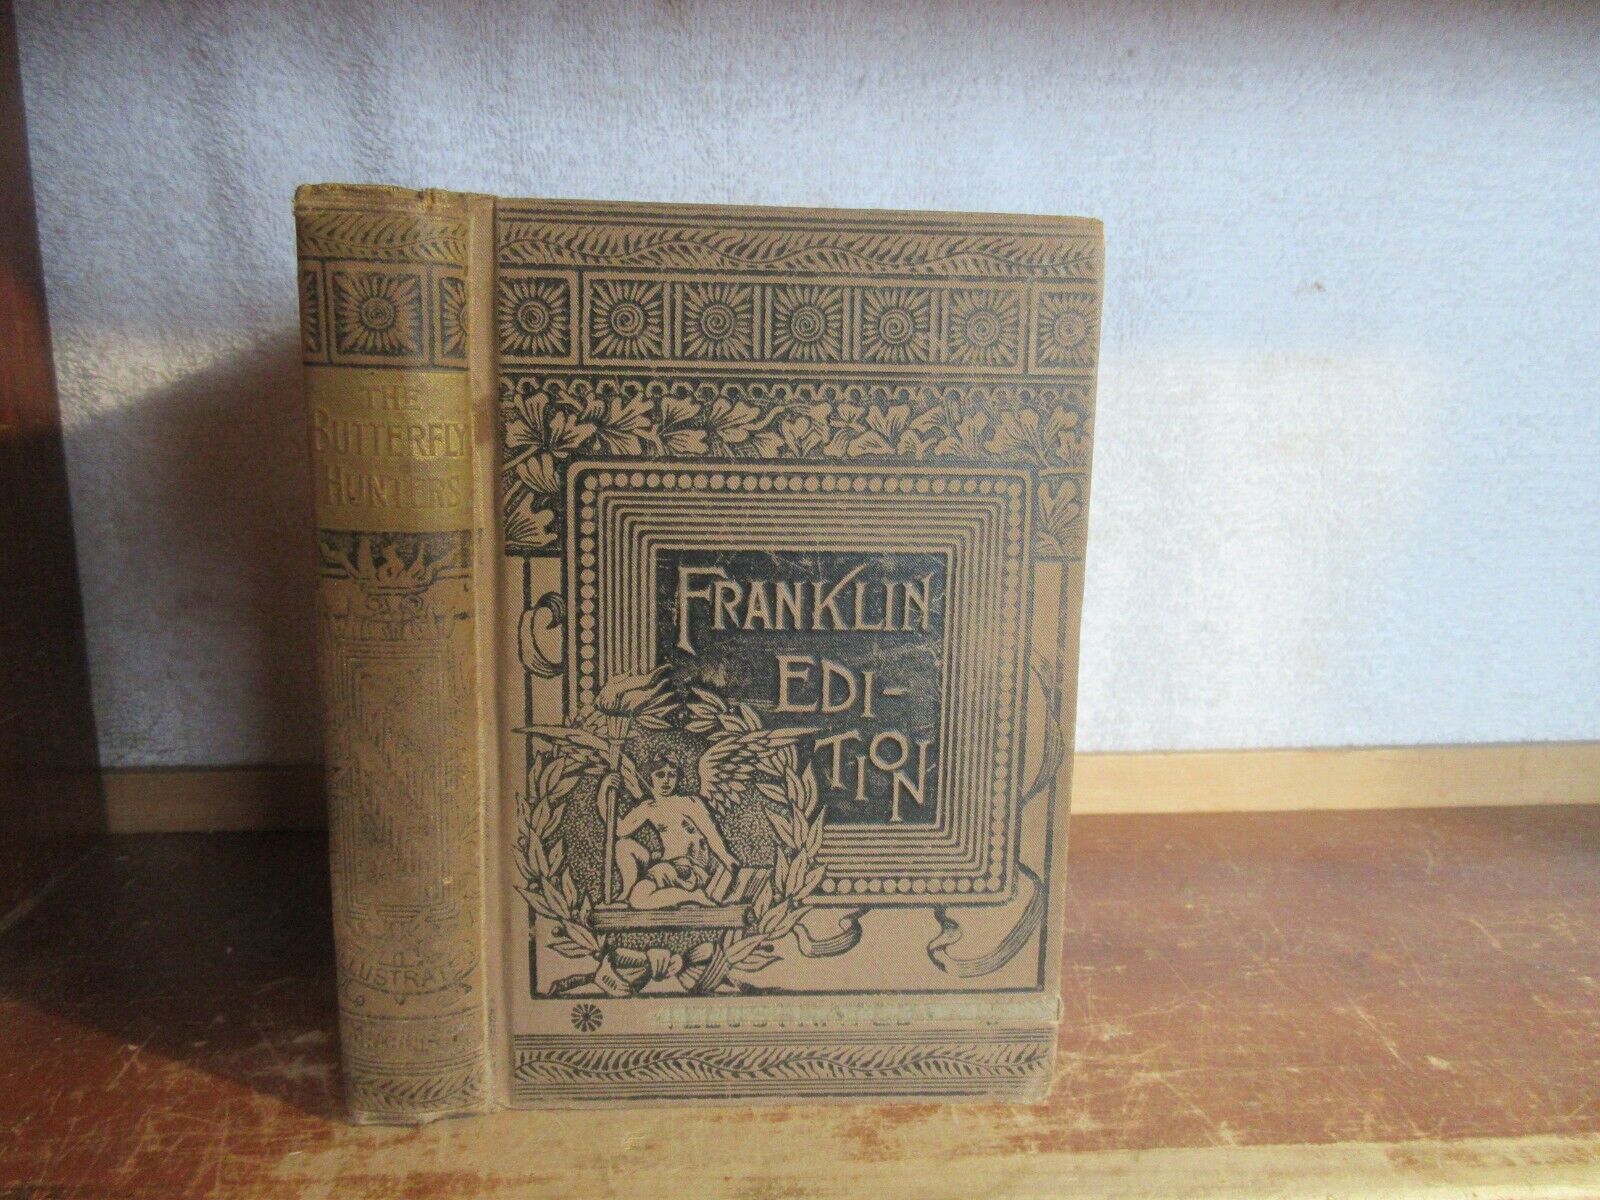 THE
BUTTERFLY
HUNTERS
FRANKLIN
EDI-
TION